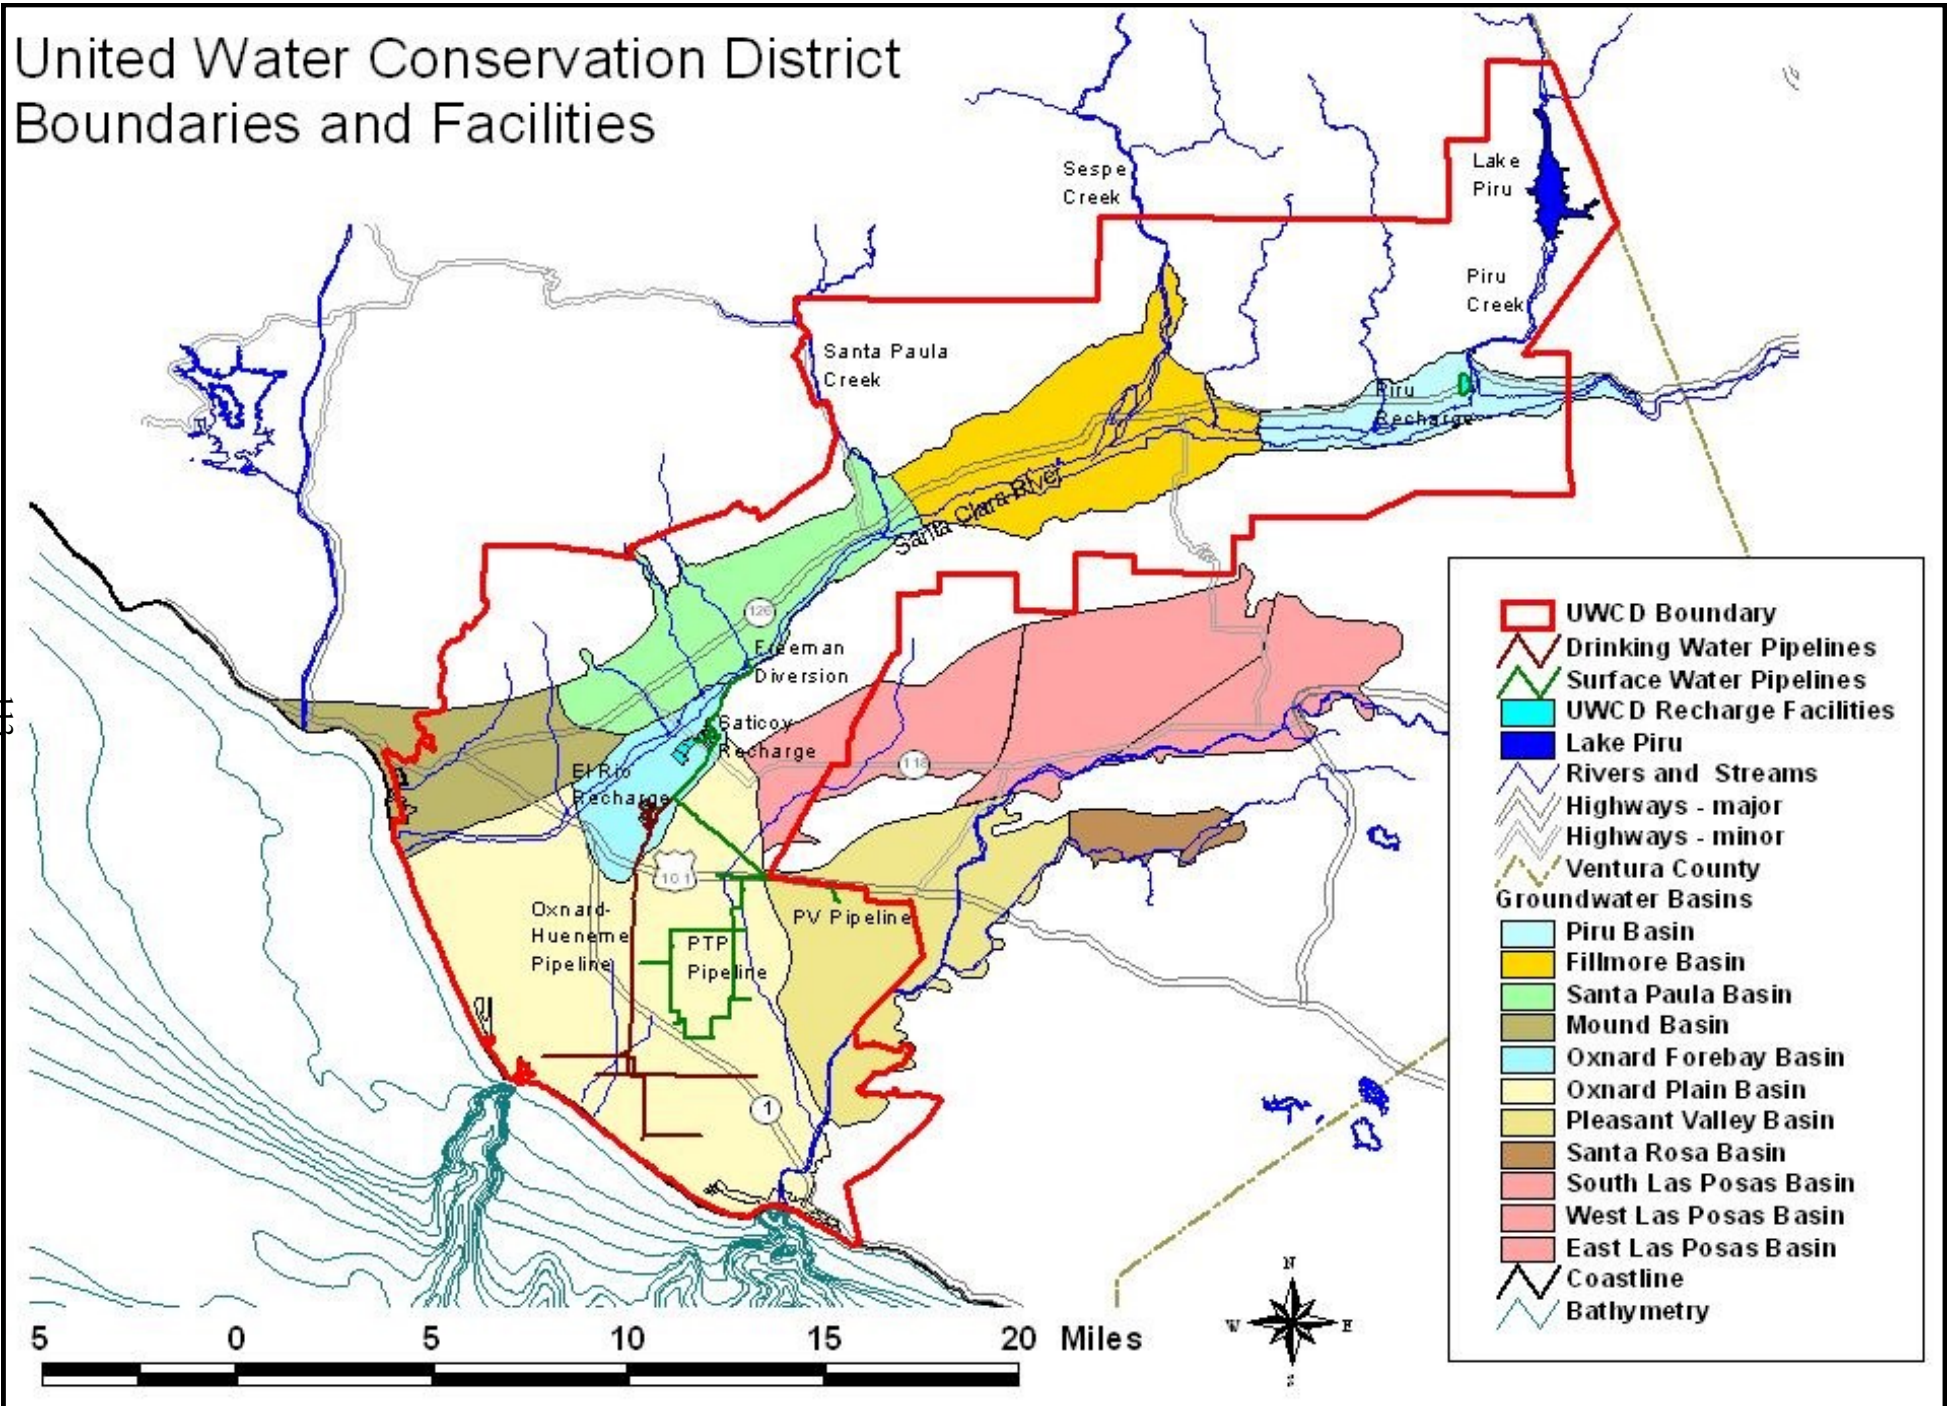 United Water Conservation District
Boundaries and Facilities
Sespe
Creek
Lake
Piru
Piru
Creek
Santa Paula
Creek
Piru
Recharge
Santa Clara River
126
Freeman
Diversion
Saticoy
Recharge
118
El Rio
Recharge
101
Oxnard-
Hueneme
Pipeline
PTP
Pipeline
PV Pipeline
1
UWCD Boundary
Drinking Water Pipelines
Surface Water Pipelines
UWCD Recharge Facilities
Lake Piru
Rivers and Streams
Highways - major
Highways - minor
Ventura County
Groundwater Basins
Piru Basin
Fillmore Basin
Santa Paula Basin
Mound Basin
Oxnard Forebay Basin
Oxnard Plain Basin
Pleasant Valley Basin
Santa Rosa Basin
South Las Posas Basin
West Las Posas Basin
East Las Posas Basin
Coastline
Bathymetry
N
W E
S
5 0 5 10 15 20 Miles